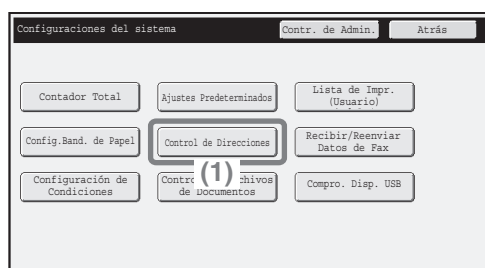 Configuraciones del sistema
Contr. de Admin.
Atrás
Contador Total
Ajustes Predeterminados
Lista de Impr.
(Usuario)
Config.Band. de Papel
Control de Direcciones
Recibir/Reenviar
Datos de Fax
Configuración de
Condiciones
(1)
de Documentos
Compro. Disp. USB